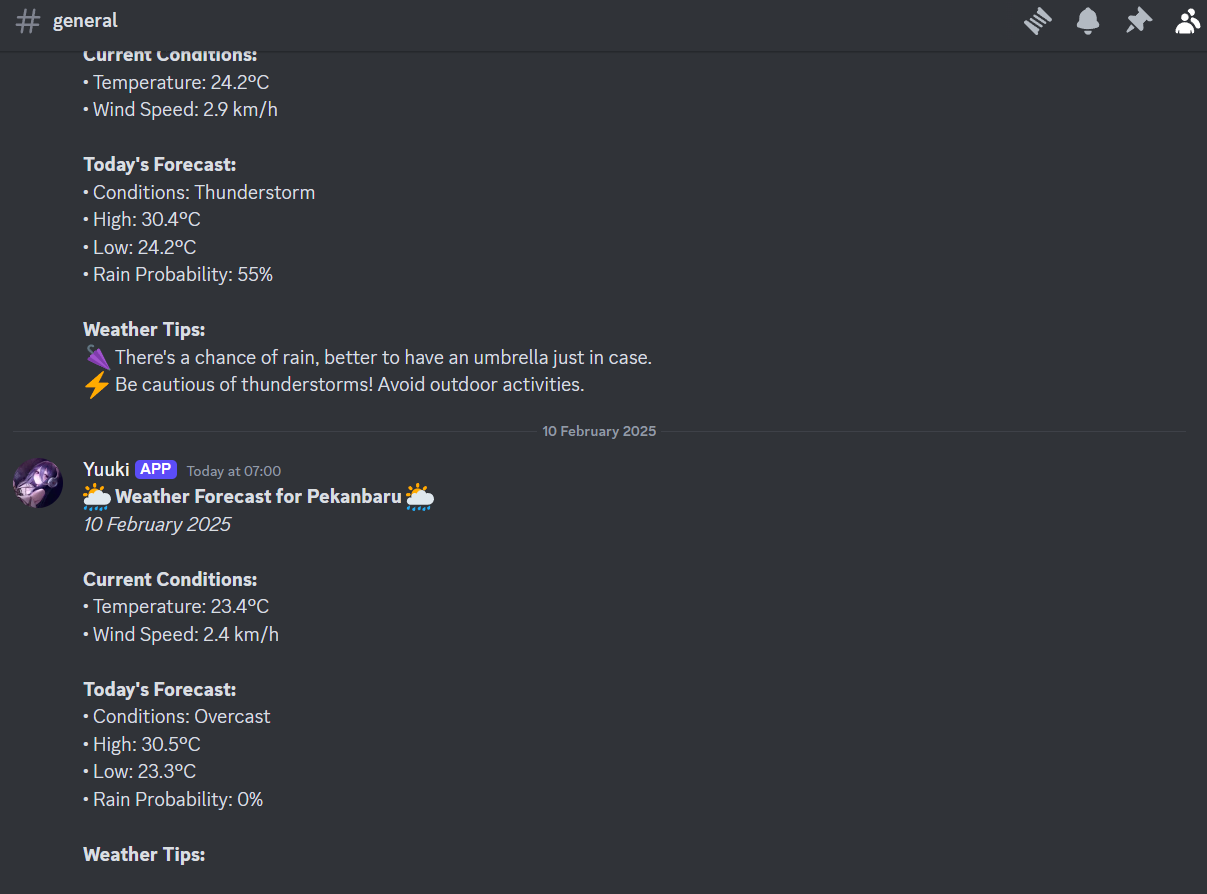 general
Current Conditions:
• Temperature: 24.2°C
• Wind Speed: 2.9 km/h
Today's Forecast:
• Conditions: Thunderstorm
• High: 30.4°C
• Low: 24.2°C
• Rain Probability: 55%
Weather Tips:
There's a chance of rain, better to have an umbrella just in case.
Be cautious of thunderstorms! Avoid outdoor activities.
10 February 2025
Yuuki APP Today at 07:00
Weather Forecast for Pekanbaru
10 February 2025
Current Conditions:
• Temperature: 23.4°C
• Wind Speed: 2.4 km/h
Today's Forecast:
• Conditions: Overcast
• High: 30.5°C
• Low: 23.3°C
• Rain Probability: 0%
Weather Tips: